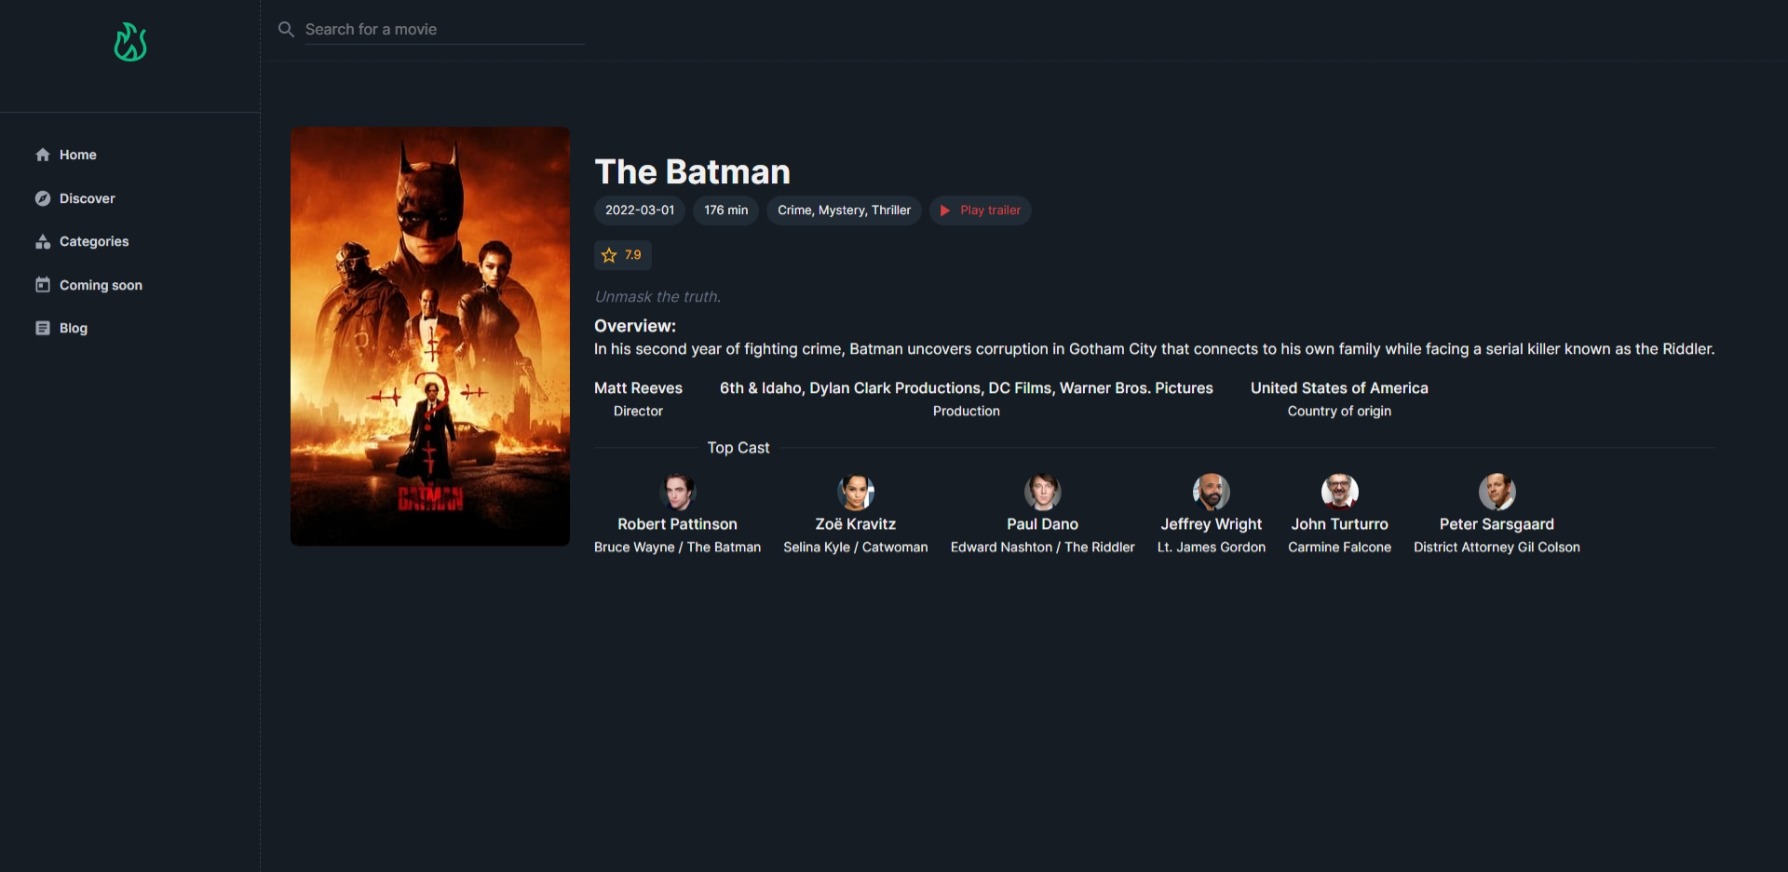 Search for a movie
Home
Discover
Categories
Coming soon
Blog
BATMAN
The Batman
2022-03-01
176 min
Crime, Mystery, Thriller
Play trailer
7.9
Unmask the truth.
Overview:
In his second year of fighting crime, Batman uncovers corruption in Gotham City that connects to his own family while facing a serial killer known as the Riddler.
Matt Reeves
Director
6th & Idaho, Dylan Clark Productions, DC Films, Warner Bros. Pictures
Production
United States of America
Country of origin
Top Cast
Robert Pattinson
Bruce Wayne / The Batman
Zoë Kravitz
Selina Kyle / Catwoman
Paul Dano
Edward Nashton / The Riddler
Jeffrey Wright
Lt. James Gordon
John Turturro
Carmine Falcone
Peter Sarsgaard
District Attorney Gil Colson